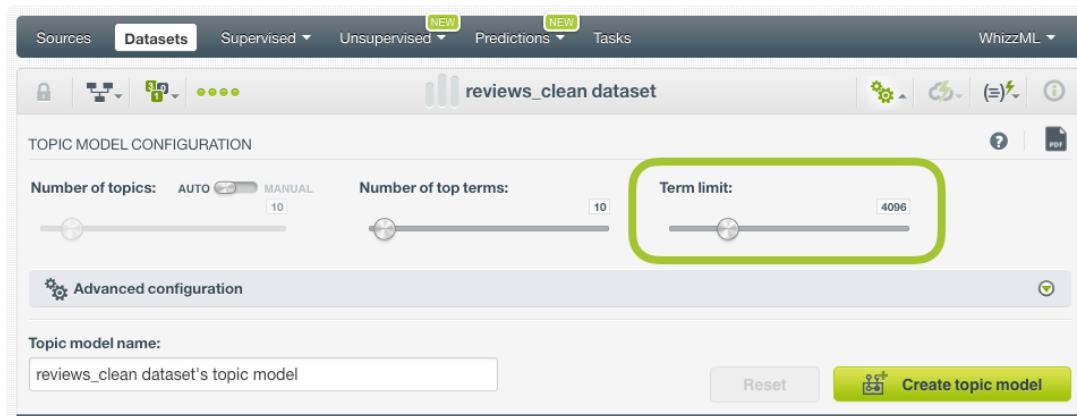 NEW NEW
Sources Datasets Supervised Unsupervised Predictions Tasks WhizzML
reviews_clean dataset
TOPIC MODEL CONFIGURATION
PDF
Number of topics: AUTO MANUAL Number of top terms: Term limit:
10 10 4096
Advanced configuration
Topic model name:
reviews_clean dataset's topic model
Reset Create topic model